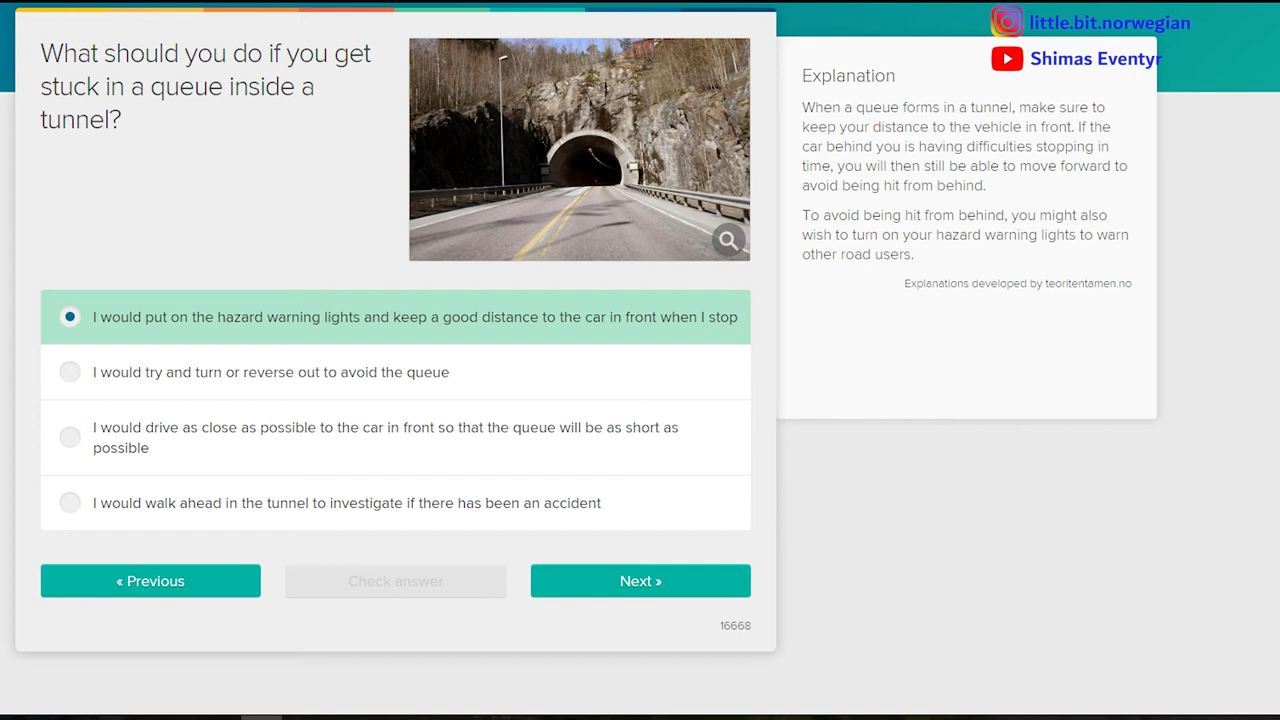 little.bit.norwegian
Shimas Eventyr
What should you do if you get
stuck in a queue inside a
tunnel?
I would put on the hazard warning lights and keep a good distance to the car in front when I stop
I would try and turn or reverse out to avoid the queue
I would drive as close as possible to the car in front so that the queue will be as short as
possible
I would walk ahead in the tunnel to investigate if there has been an accident
« Previous
Check answer
Next »
16668
Explanation
When a queue forms in a tunnel, make sure to
keep your distance to the vehicle in front. If the
car behind you is having difficulties stopping in
time, you will then still be able to move forward to
avoid being hit from behind.
To avoid being hit from behind, you might also
wish to turn on your hazard warning lights to warn
other road users.
Explanations developed by teoritentamen.no